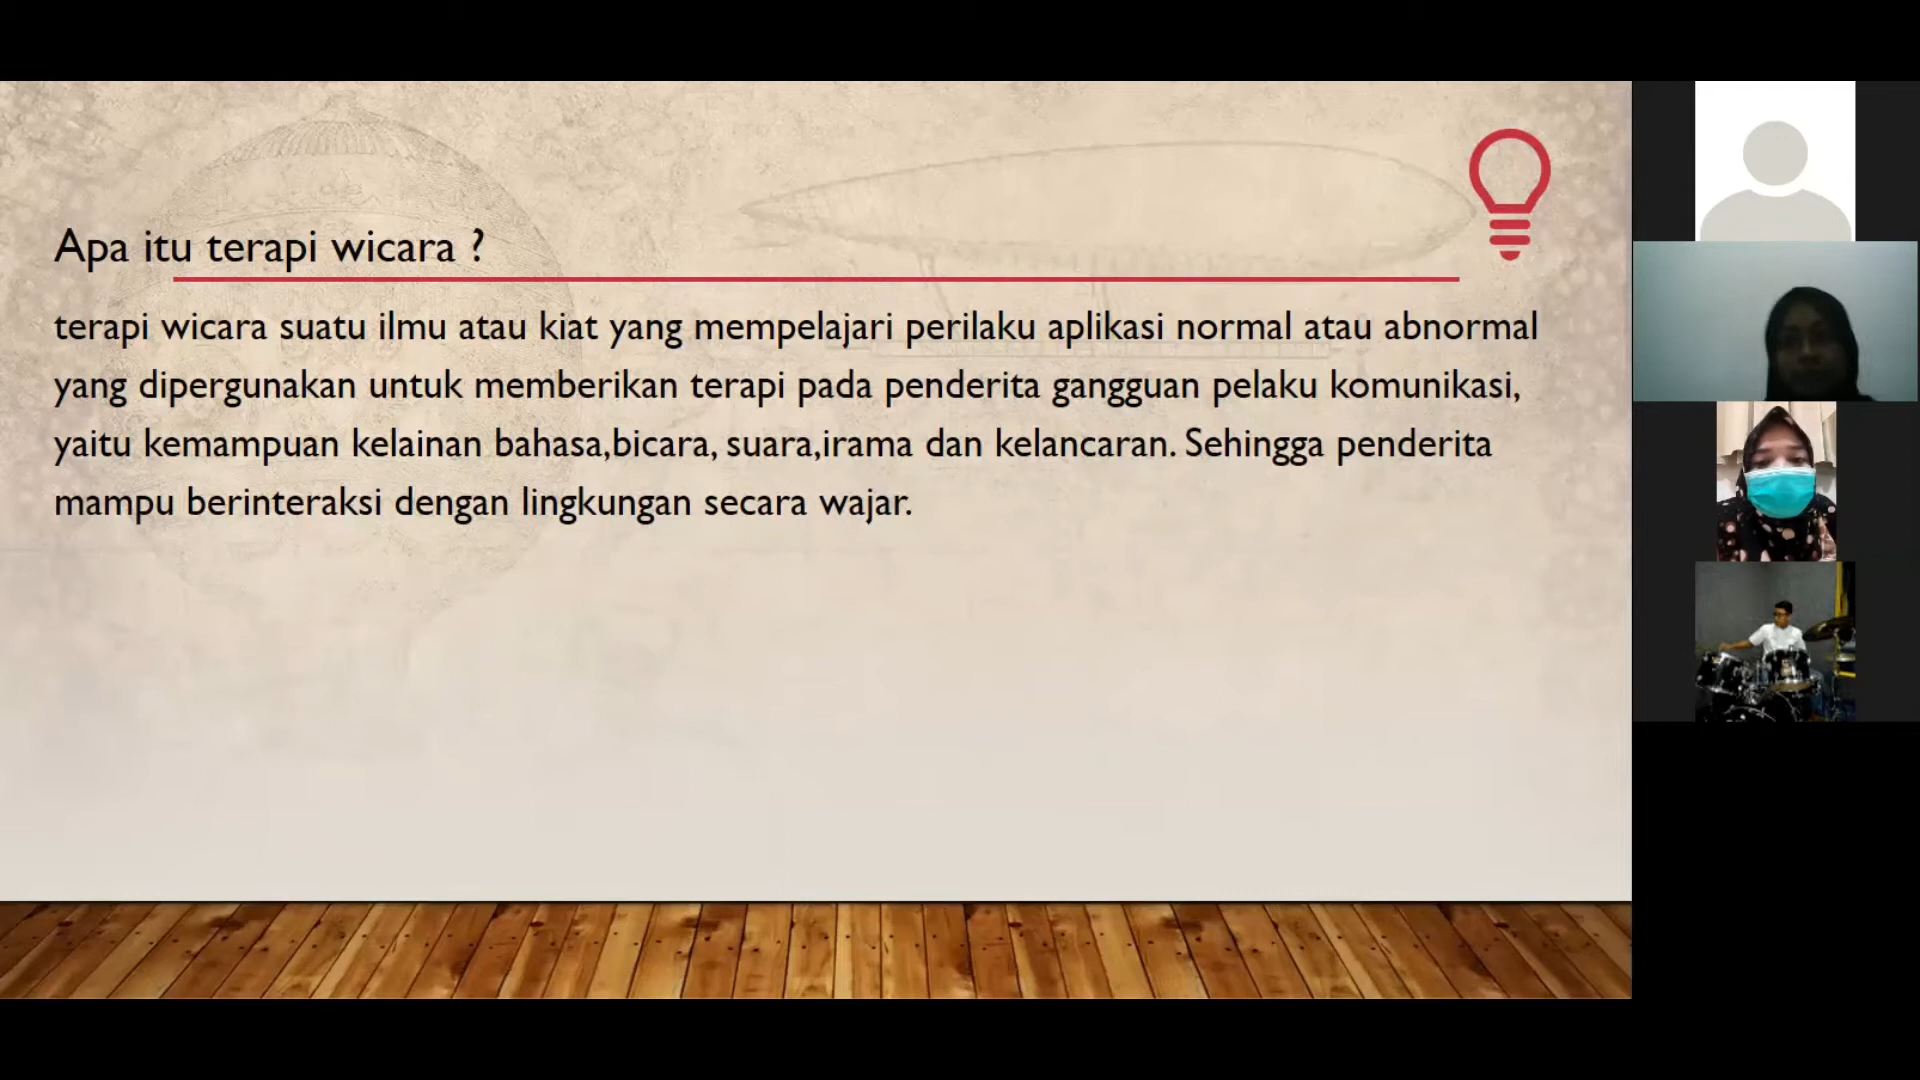 Apa itu terapi wicara ?
terapi wicara suatu ilmu atau kiat yang mempelajari perilaku aplikasi normal atau abnormal
yang dipergunakan untuk memberikan terapi pada penderita gangguan pelaku komunikasi,
yaitu kemampuan kelainan bahasa,bicara, suara,irama dan kelancaran. Sehingga penderita
mampu berinteraksi dengan lingkungan secara wajar.